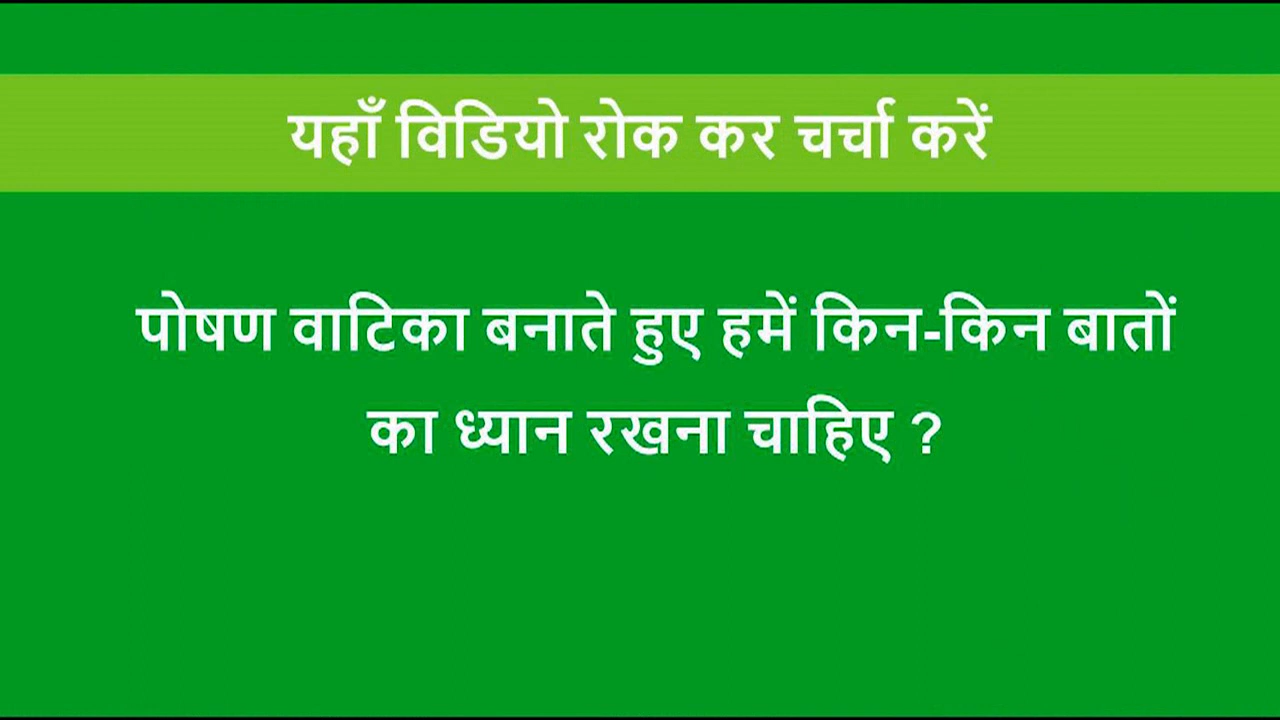 यहाँ विडियो रोक कर चर्चा करें
पोषण वाटिका बनाते हुए हमें किन-किन बातों
का ध्यान रखना चाहिए ?